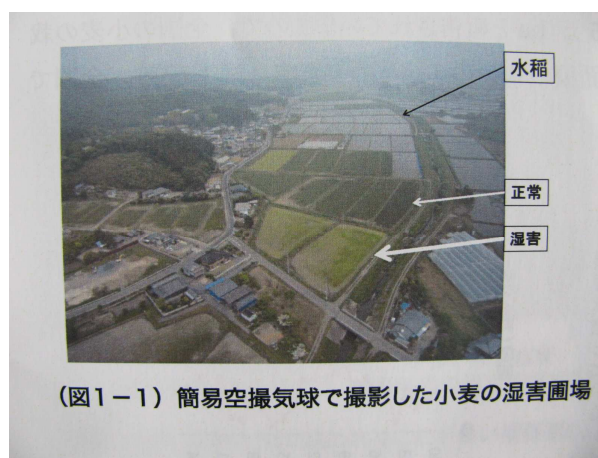 水稲
正常
湿害
（図１－１）簡易空撮気球で撮影した小麦の湿害圃場